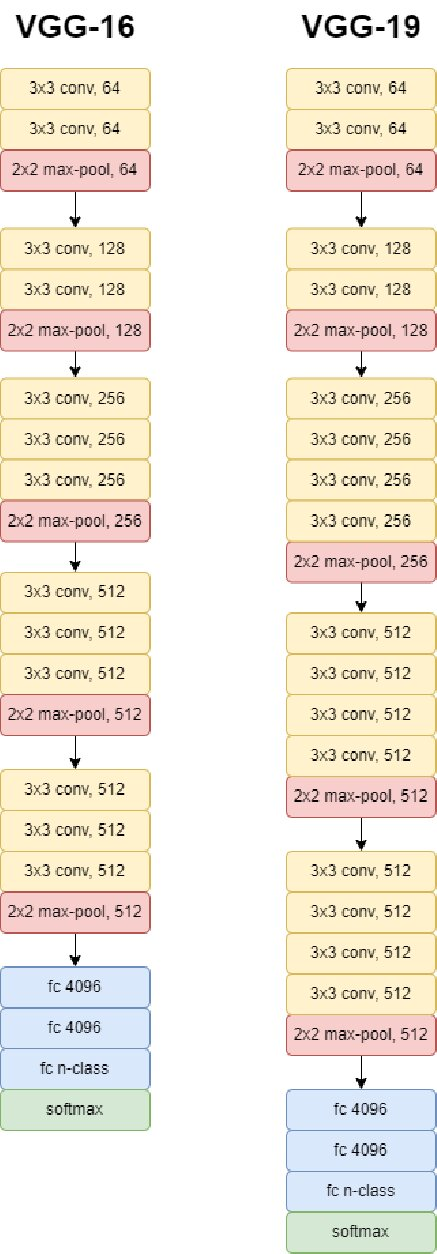 VGG-16
3x3 conv, 64
3x3 conv, 64
2x2 max-pool, 64
3x3 conv, 128
3x3 conv, 128
2x2 max-pool, 128
3x3 conv, 256
3x3 conv, 256
3x3 conv, 256
2x2 max-pool, 256
3x3 conv, 512
3x3 conv, 512
3x3 conv, 512
2x2 max-pool, 512
3x3 conv, 512
3x3 conv, 512
3x3 conv, 512
2x2 max-pool, 512
fc 4096
fc 4096
fc n-class
softmax
VGG-19
3x3 conv, 64
3x3 conv, 64
2x2 max-pool, 64
3x3 conv, 128
3x3 conv, 128
2x2 max-pool, 128
3x3 conv, 256
3x3 conv, 256
3x3 conv, 256
3x3 conv, 256
2x2 max-pool, 256
3x3 conv, 512
3x3 conv, 512
3x3 conv, 512
3x3 conv, 512
2x2 max-pool, 512
3x3 conv, 512
3x3 conv, 512
3x3 conv, 512
3x3 conv, 512
2x2 max-pool, 512
fc 4096
fc 4096
fc n-class
softmax